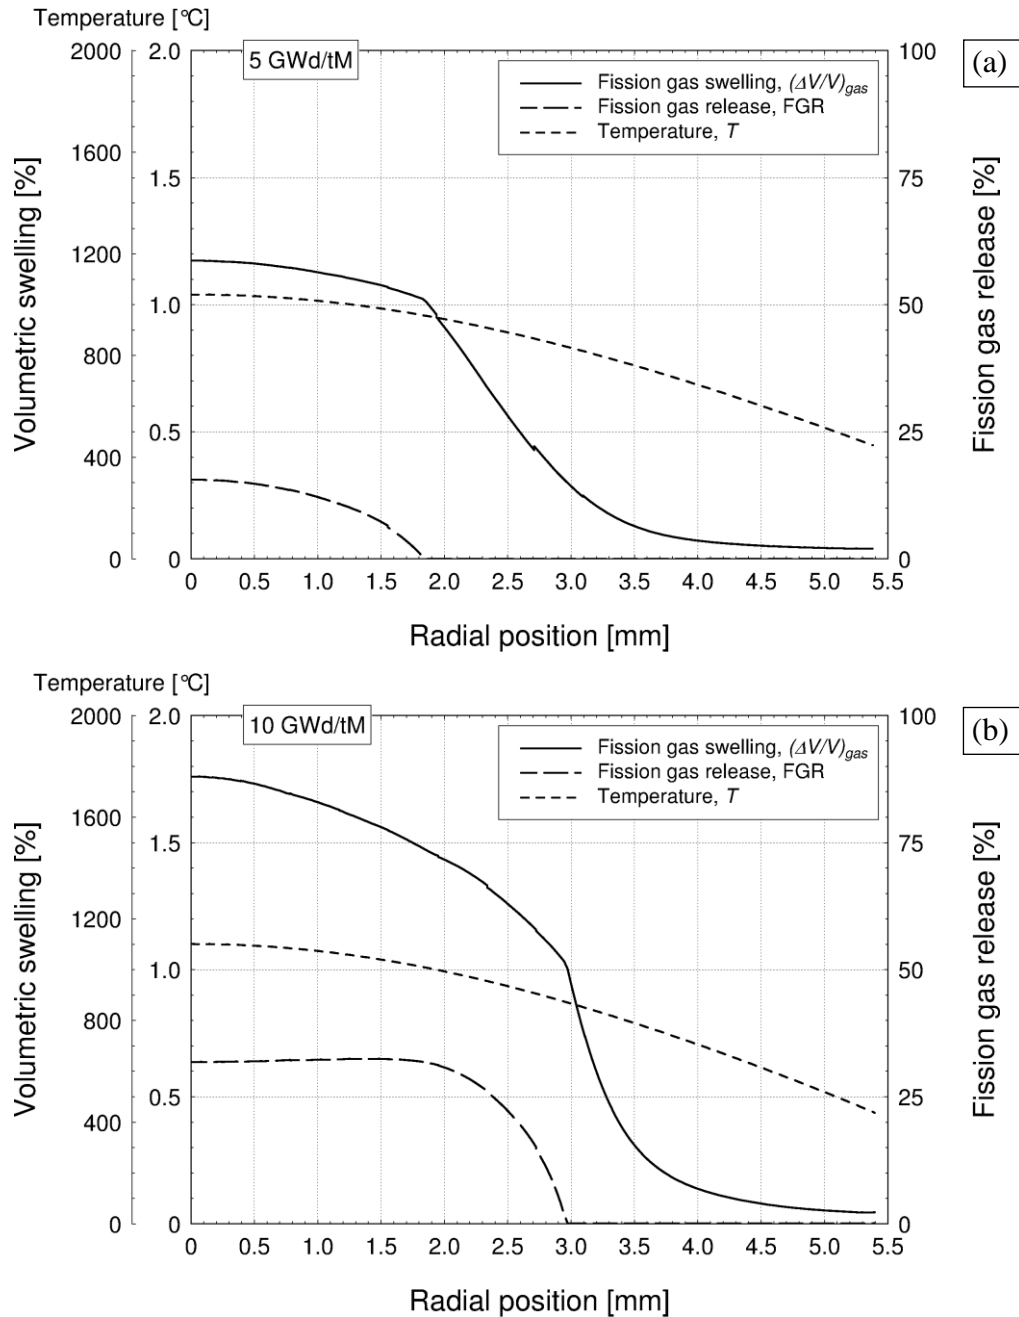 Temperature [°C]
2000 2.0 5 GWd/tM 100 (a)
Fission gas swelling, (ΔV/V)gas
Fission gas release, FGR
Temperature, T
1600 1.5 75
1200 1.0 50
800 0.5 25
400
0 0 0
Volumetric swelling [%]
Fission gas release [%]
0 0.5 1.0 1.5 2.0 2.5 3.0 3.5 4.0 4.5 5.0 5.5
Radial position [mm]
Temperature [°C]
2000 2.0 10 GWd/tM 100 (b)
Fission gas swelling, (ΔV/V)gas
Fission gas release, FGR
Temperature, T
1600 1.5 75
1200 1.0 50
800 0.5 25
400
0 0 0
Volumetric swelling [%]
Fission gas release [%]
0 0.5 1.0 1.5 2.0 2.5 3.0 3.5 4.0 4.5 5.0 5.5
Radial position [mm]